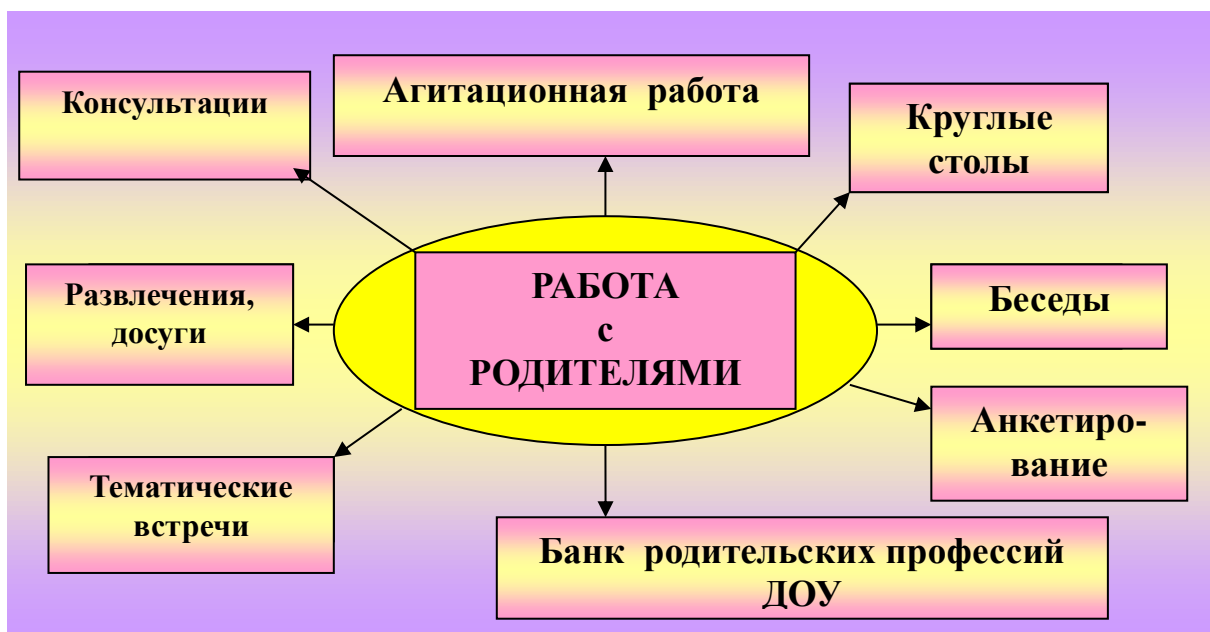 Консультации
Агитационная работа
Круглые
столы
Развлечения,
досуги
РАБОТА
с
РОДИТЕЛЯМИ
Беседы
Анкетиро-
вание
Тематические
встречи
Банк родительских профессий
ДОУ